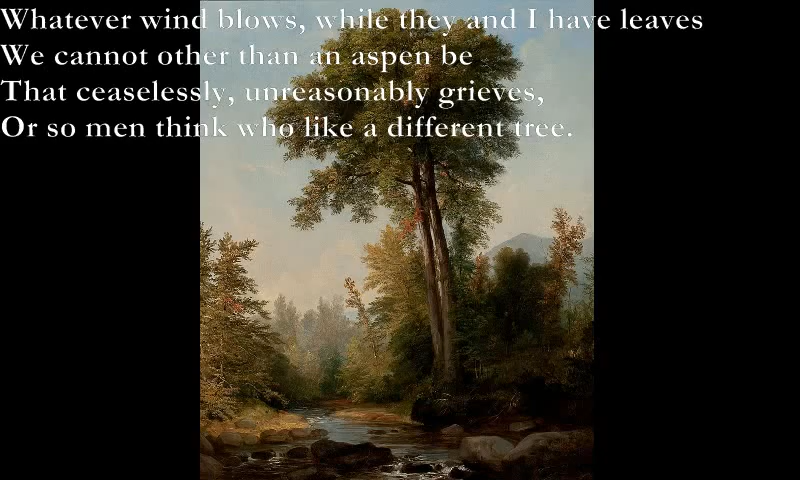 Whatever wind blows, while they and I have leaves
We cannot other than an aspen be
That ceaselessly, unreasonably grieves,
Or so men think who like a different tree.